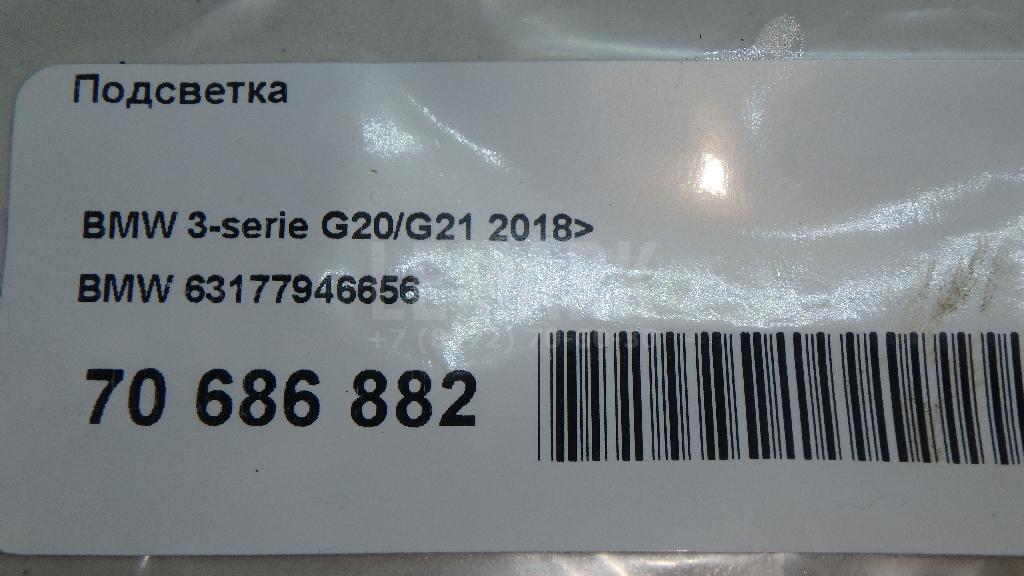 Подсветка
BMW 3-serie G20/G21 2018>
BMW 63177946656
70 686 882